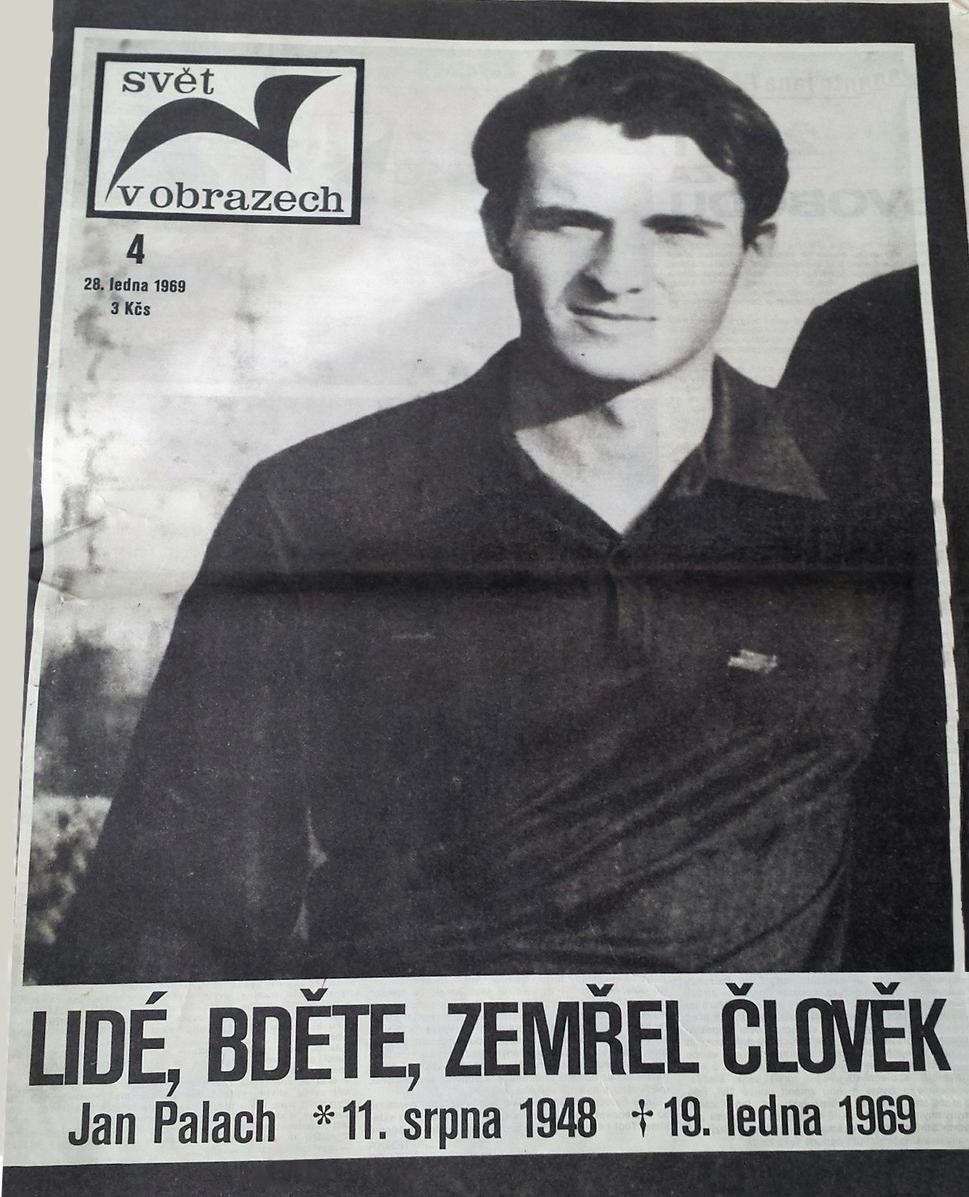 svět
v obrazech
4
28. ledna 1969
3 Kčs
LIDÉ, BDĚTE, ZEMŘEL ČLOVĚK
Jan Palach * 11. srpna 1948 † 19. ledna 1969